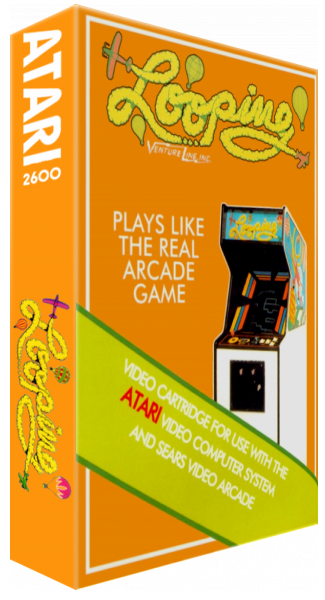 ATARI
2600
Looping
Looping
VENTURE LINE, INC.
PLAYS LIKE
THE REAL
ARCADE
GAME
Looping
VIDEO CARTRIDGE FOR USE WITH THE
ATARI VIDEO COMPUTER SYSTEM
AND SEARS VIDEO ARCADE